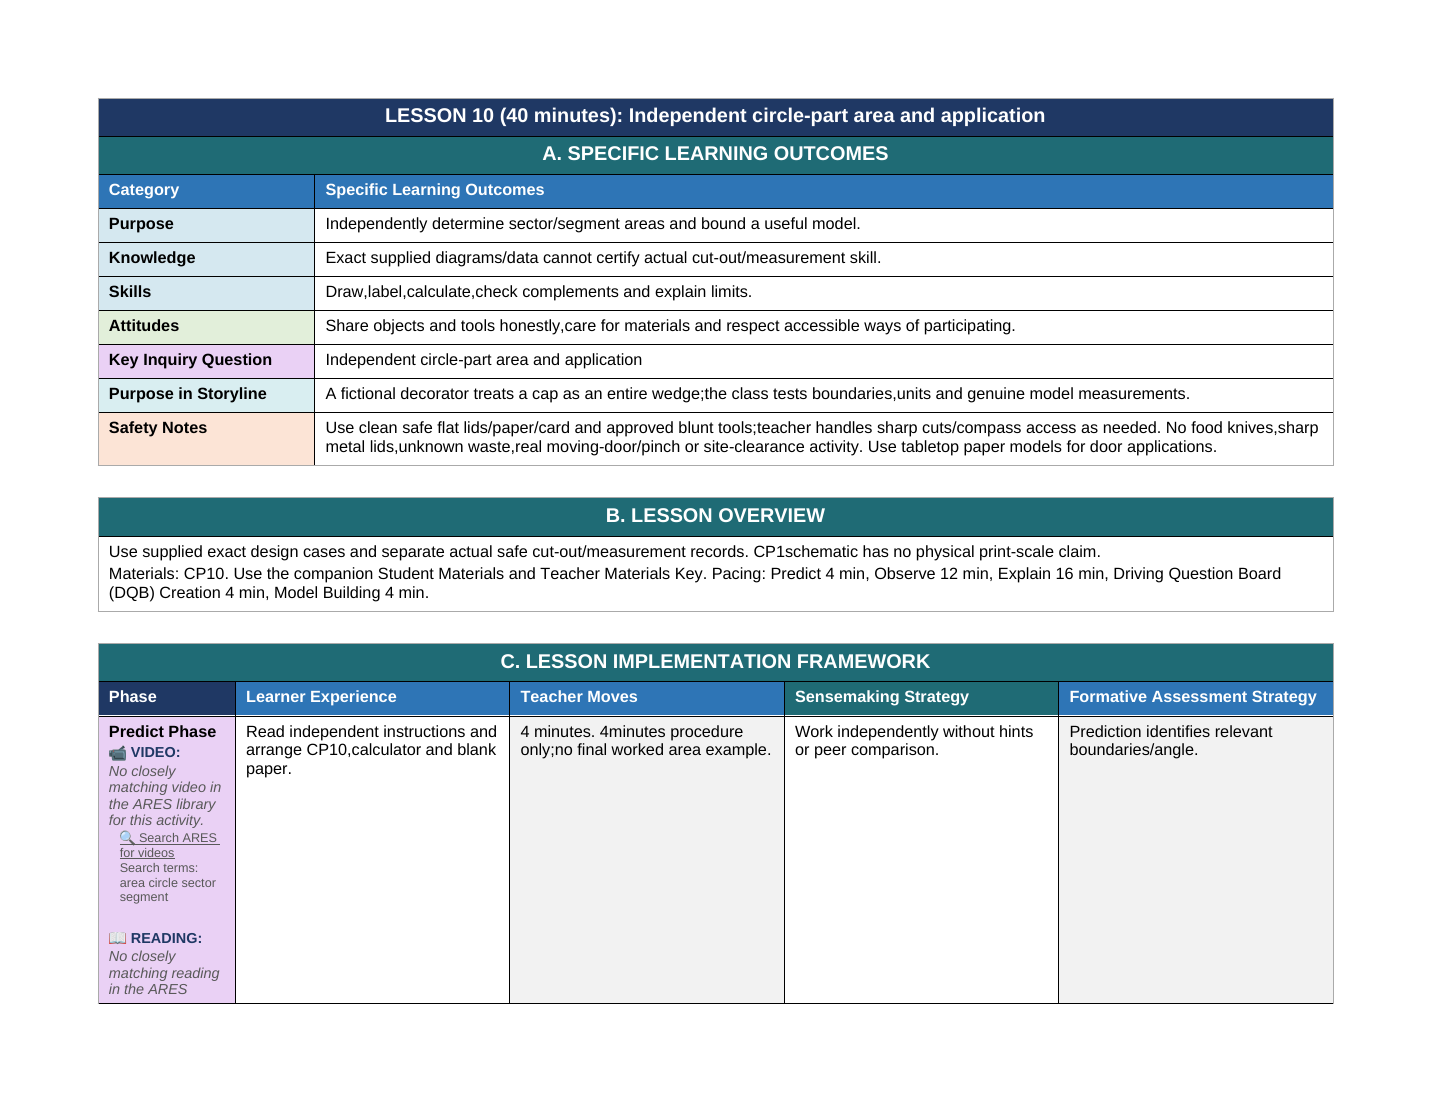 LESSON 10 (40 minutes): Independent circle-part area and application
A. SPECIFIC LEARNING OUTCOMES
Category
Specific Learning Outcomes
Purpose
Independently determine sector/segment areas and bound a useful model.
Knowledge
Exact supplied diagrams/data cannot certify actual cut-out/measurement skill.
Skills
Draw,label,calculate,check complements and explain limits.
Attitudes
Share objects and tools honestly,care for materials and respect accessible ways of participating.
Key Inquiry Question
Independent circle-part area and application
Purpose in Storyline
A fictional decorator treats a cap as an entire wedge;the class tests boundaries,units and genuine model measurements.
Safety Notes
Use clean safe flat lids/paper/card and approved blunt tools;teacher handles sharp cuts/compass access as needed. No food knives,sharp
metal lids,unknown waste,real moving-door/pinch or site-clearance activity. Use tabletop paper models for door applications.
B. LESSON OVERVIEW
Use supplied exact design cases and separate actual safe cut-out/measurement records. CP1schematic has no physical print-scale claim.
Materials: CP10. Use the companion Student Materials and Teacher Materials Key. Pacing: Predict 4 min, Observe 12 min, Explain 16 min, Driving Question Board
(DQB) Creation 4 min, Model Building 4 min.
C. LESSON IMPLEMENTATION FRAMEWORK
Phase
Learner Experience
Teacher Moves
Sensemaking Strategy
Formative Assessment Strategy
Predict Phase
📹 VIDEO:
No closely
matching video in
the ARES library
for this activity.
🔍 Search ARES
for videos
Search terms:
area circle sector
segment
📖 READING:
No closely
matching reading
in the ARES
Read independent instructions and
arrange CP10,calculator and blank
paper.
4 minutes. 4minutes procedure
only;no final worked area example.
Work independently without hints
or peer comparison.
Prediction identifies relevant
boundaries/angle.